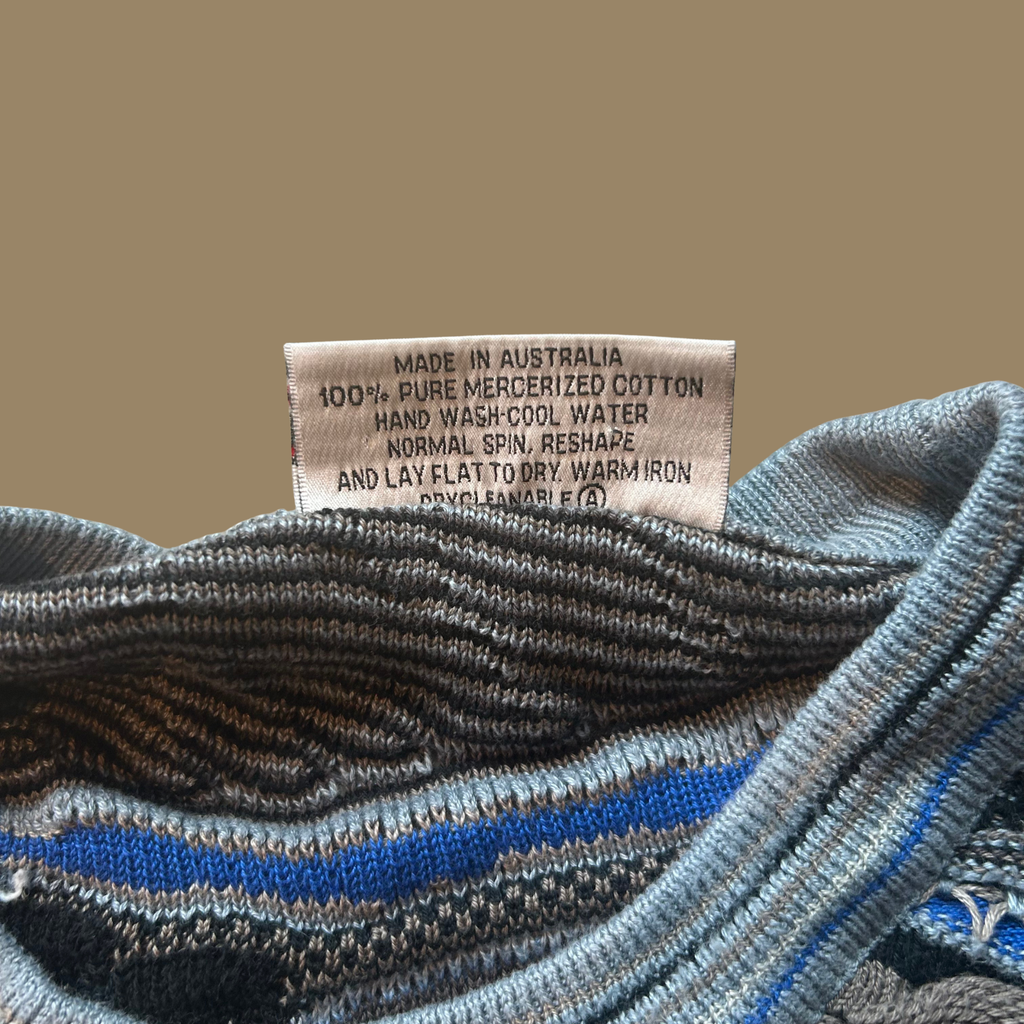 MADE IN AUSTRALIA
100% PURE MERCERIZED COTTON
HAND WASH-COOL WATER
NORMAL SPIN, RESHAPE
AND LAY FLAT TO DRY. WARM IRON
DRYCLEANABLE Ⓐ